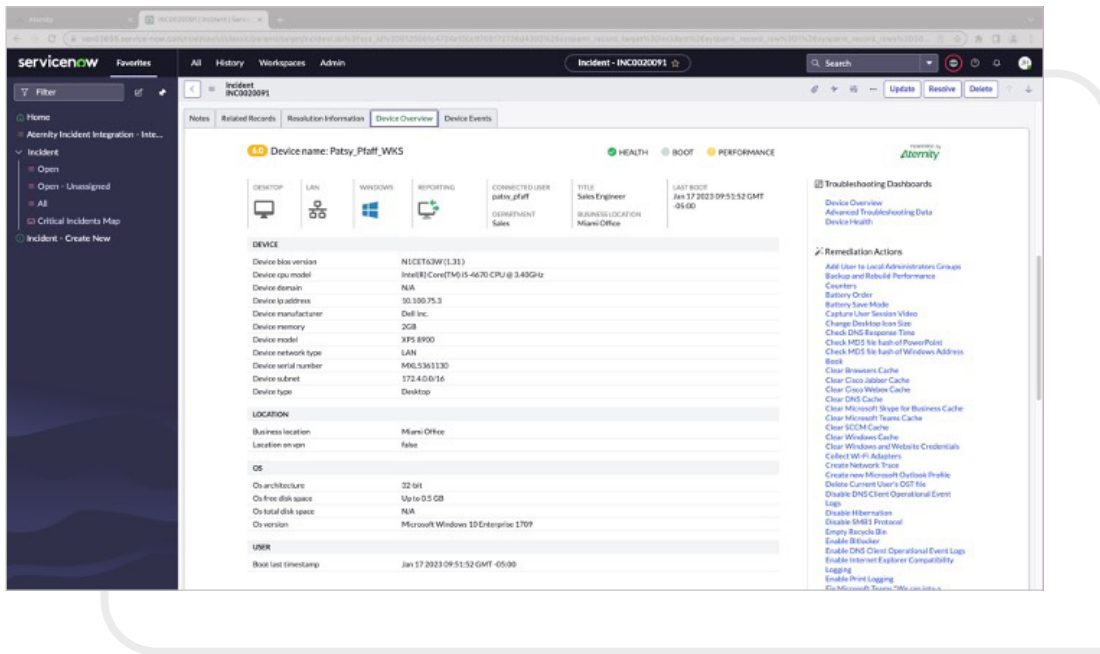 Aternity
INC0020091 | Incident | Servic
servicenow
Favorites
All
History
Workspaces
Admin
Incident - INC0020091
Search
Filter
Incident
INC0020091
Update
Resolve
Delete
Home
Aternity Incident Integration - Inte...
Incident
Open
Open - Unassigned
All
Critical Incidents Map
Incident - Create New
Notes
Related Records
Resolution Information
Device Overview
Device Events
6.0
Device name: Patsy_Pfaff_WKS
HEALTH
BOOT
PERFORMANCE
Aternity
DESKTOP
LAN
WINDOWS
REPORTING
CONNECTED USER
patsy_pfaff
DEPARTMENT
Sales
TITLE
Sales Engineer
BUSINESS LOCATION
Miami Office
LAST BOOT
Jan 17 2023 09:51:52 GMT
-05:00
DEVICE
Device bios version N1CET63W (1.31)
Device cpu model Intel(R) Core(TM) i5-4670 CPU @ 3.40GHz
Device domain N/A
Device ip address 10.100.75.3
Device manufacturer Dell Inc.
Device memory 2GB
Device model XPS 8900
Device network type LAN
Device serial number MXL5361130
Device subnet 172.4.0.0/16
Device type Desktop
LOCATION
Business location Miami Office
Location on vpn false
OS
Os architecture 32-bit
Os free disk space Up to 0.5 GB
Os total disk space N/A
Os version Microsoft Windows 10 Enterprise 1709
USER
Boot last timestamp Jan 17 2023 09:51:52 GMT -05:00
Troubleshooting Dashboards
Device Overview
Advanced Troubleshooting Data
Device Health
Remediation Actions
Add User to Local Administrators Groups
Backup and Rebuild Performance
Counters
Battery Order
Battery Save Mode
Capture User Session Video
Change Desktop Icon Size
Check DNS Response Time
Check MD5 file hash of PowerPoint
Check MD5 file hash of Windows Address
Book
Clear Browsers Cache
Clear Cisco Jabber Cache
Clear Cisco Webex Cache
Clear DNS Cache
Clear Microsoft Skype for Business Cache
Clear Microsoft Teams Cache
Clear SCCM Cache
Clear Windows Cache
Clear Windows and Website Credentials
Collect Wi-Fi Adapters
Create Network Trace
Create new Microsoft Outlook Profile
Delete Current User's OST file
Disable DNS Client Operational Event
Logs
Disable Hibernation
Disable SMB1 Protocol
Empty Recycle Bin
Enable Bitlocker
Enable DNS Client Operational Event Logs
Enable Internet Explorer Compatibility
Logging
Enable Print Logging